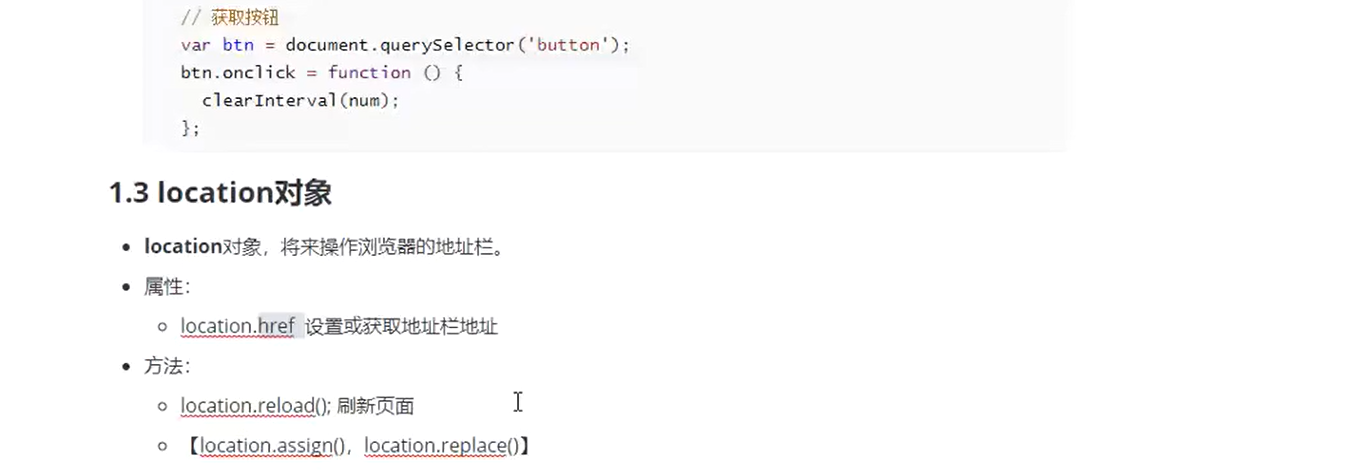 // 获取按钮
var btn = document.querySelector('button');
btn.onclick = function () {
clearInterval(num);
};
1.3 location对象
location对象，将来操作浏览器的地址栏。
属性：
location.href 设置或获取地址栏地址
方法：
location.reload(); 刷新页面
【location.assign()，location.replace()】